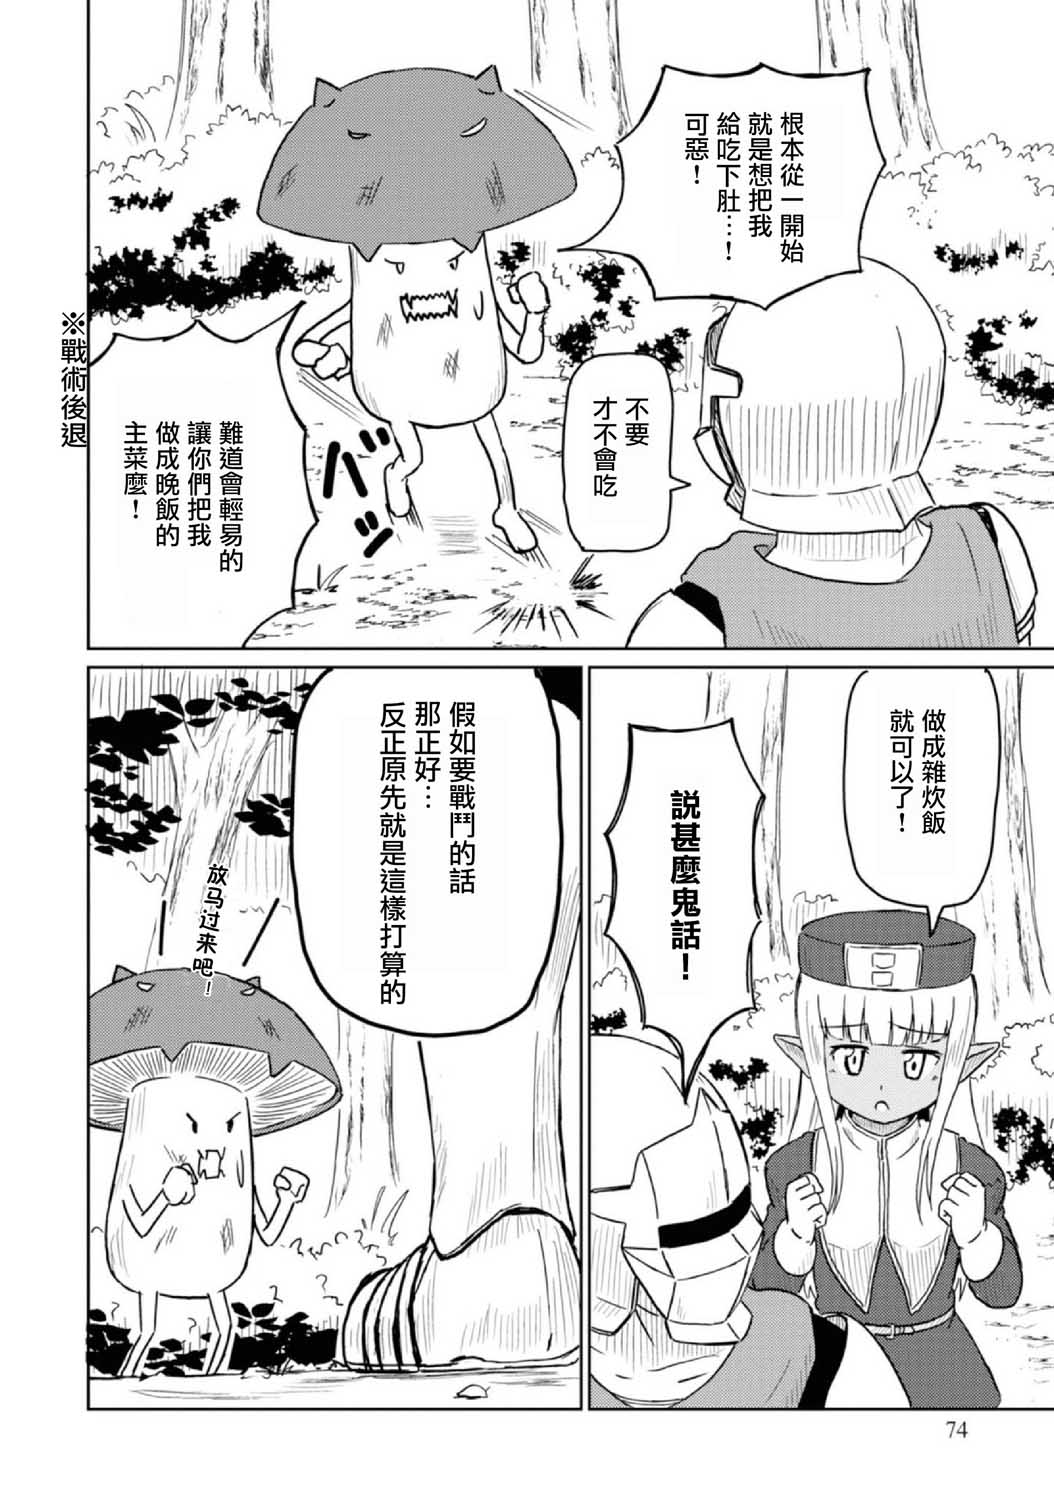 根本從一開始
就是想把我
給吃下肚…！
可惡！
不要
才不會吃
難道會輕易的
讓你們把我
做成晚飯的
主菜麼！
※戰術後退
バッ
バッ
做成雜炊飯
就可以了！
説甚麼鬼話！
假如要戰鬥的話
那正好…
反正原先就是這樣打算的
放马过来吧！
74